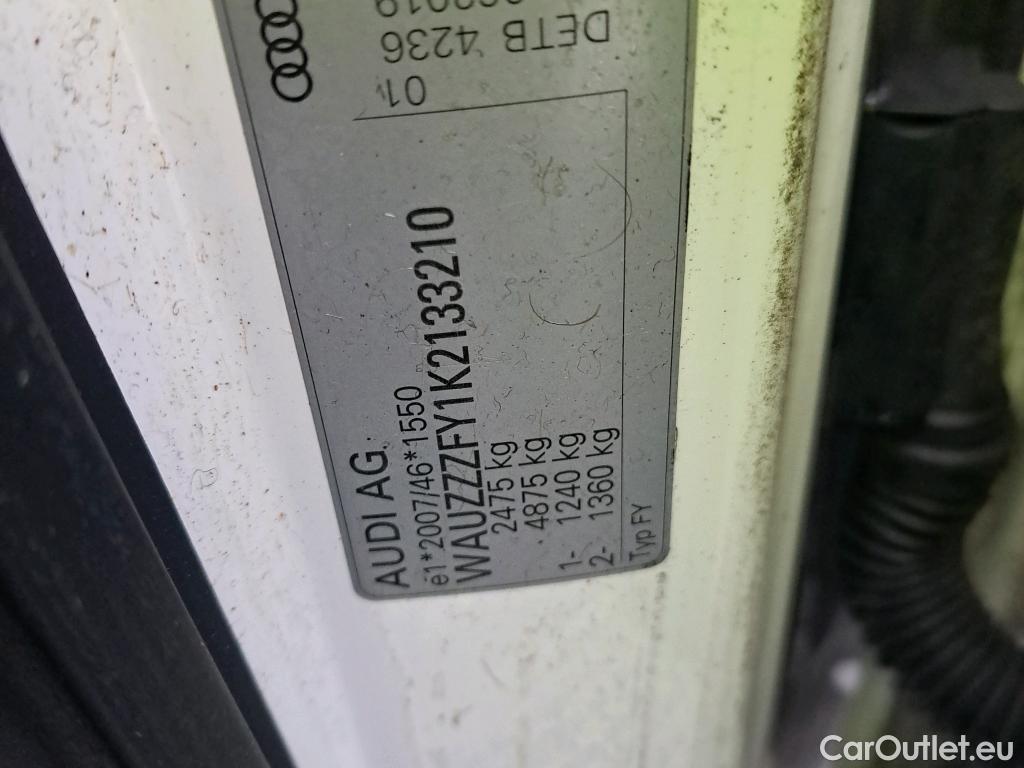 AUDI AG.
e1*2007/46*1550
WAUZZZFY1K2133210
2475 kg
4875 kg
1- 1240 kg
2- 1360 kg
Typ FY
01
DETB 4236
CarOutlet.eu